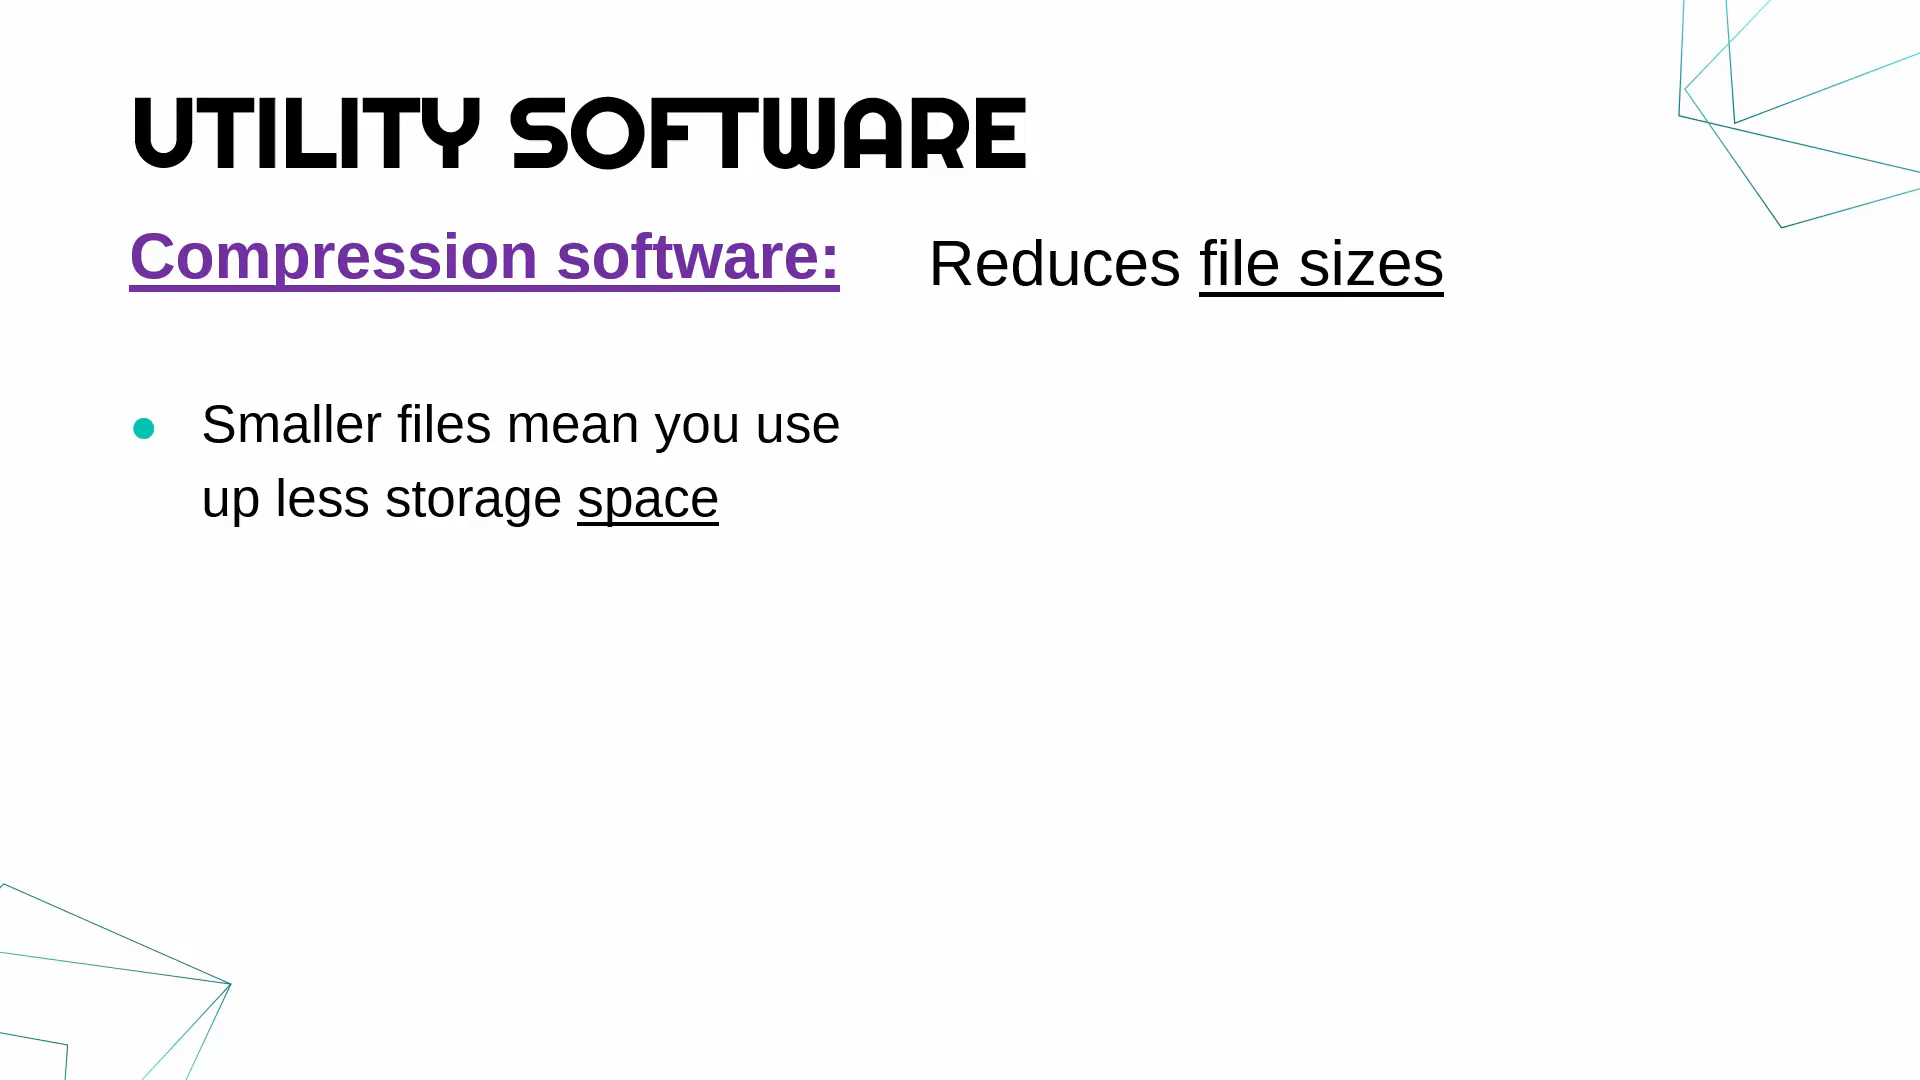 UTILITY SOFTWARE
Compression software:
Reduces file sizes
Smaller files mean you use
up less storage space